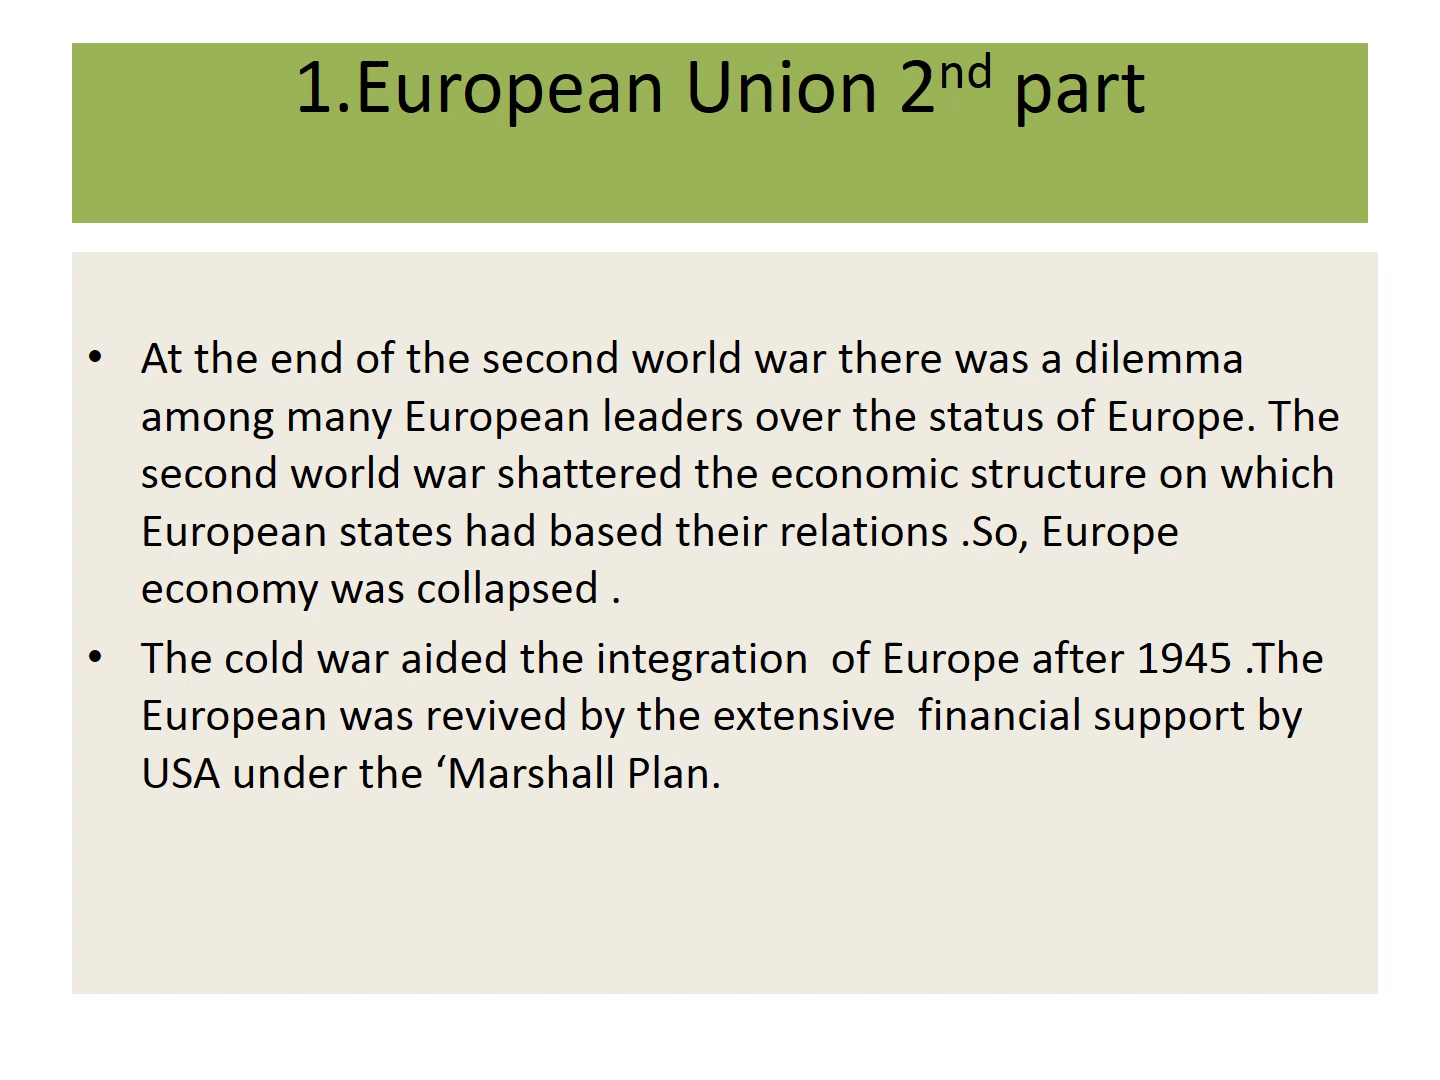 1.European Union 2nd part
• At the end of the second world war there was a dilemma
among many European leaders over the status of Europe. The
second world war shattered the economic structure on which
European states had based their relations .So, Europe
economy was collapsed .
• The cold war aided the integration  of Europe after 1945 .The
European was revived by the extensive  financial support by
USA under the ‘Marshall Plan.